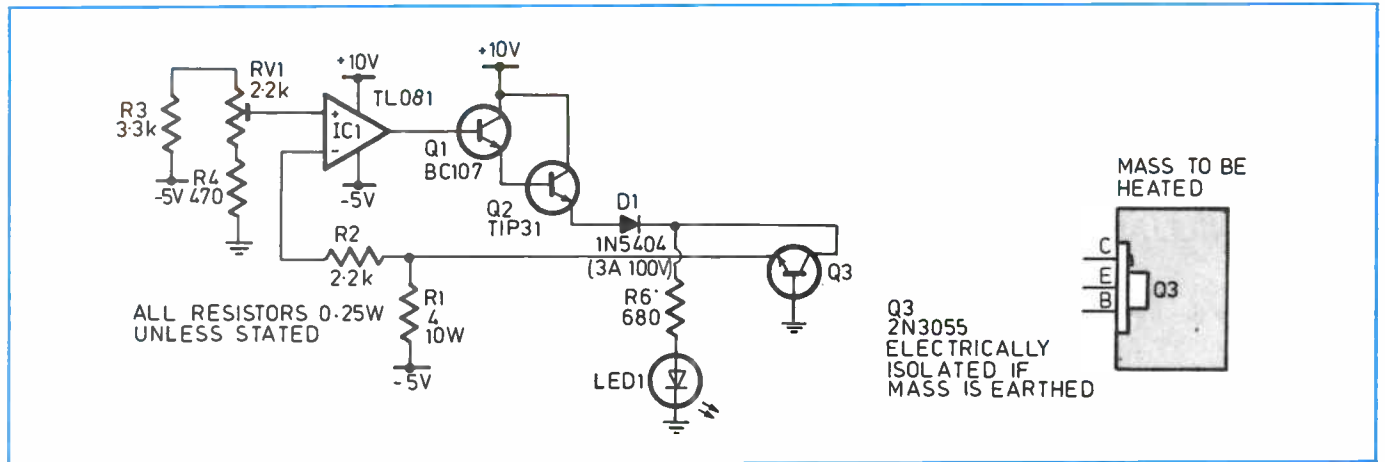 +10V
RV1
2·2k
+10V
TL081
R3
3·3k
+
IC1
-
Q1
BC107
-5V
R4
470
-5V
Q2
TIP31
D1
1N5404
(3A 100V)
Q3
R2
2·2k
R1
4
10W
-5V
R6
680
LED1
ALL RESISTORS 0·25W
UNLESS STATED
MASS TO BE
HEATED
C
E
B
Q3
Q3
2N3055
ELECTRICALLY
ISOLATED IF
MASS IS EARTHED